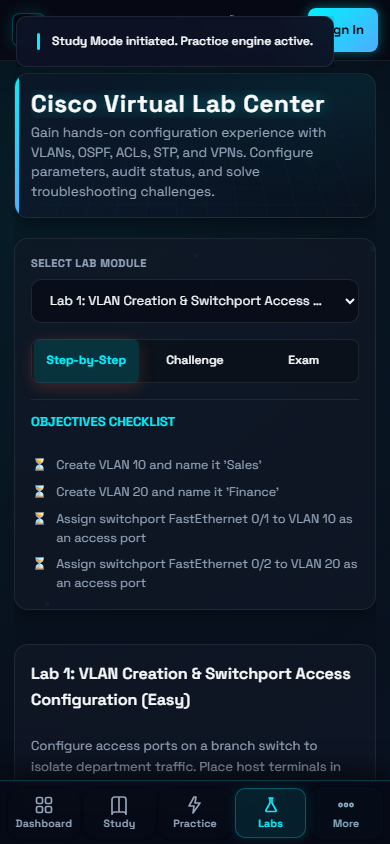 Study Mode initiated. Practice engine active.
gn In
Cisco Virtual Lab Center
Gain hands-on configuration experience with
VLANs, OSPF, ACLs, STP, and VPNs. Configure
parameters, audit status, and solve
troubleshooting challenges.
SELECT LAB MODULE
Lab 1: VLAN Creation & Switchport Access ...
Step-by-Step
Challenge
Exam
OBJECTIVES CHECKLIST
Create VLAN 10 and name it 'Sales'
Create VLAN 20 and name it 'Finance'
Assign switchport FastEthernet 0/1 to VLAN 10 as
an access port
Assign switchport FastEthernet 0/2 to VLAN 20 as
an access port
Lab 1: VLAN Creation & Switchport Access
Configuration (Easy)
Configure access ports on a branch switch to
isolate department traffic. Place host terminals in
Dashboard
Study
Practice
Labs
More